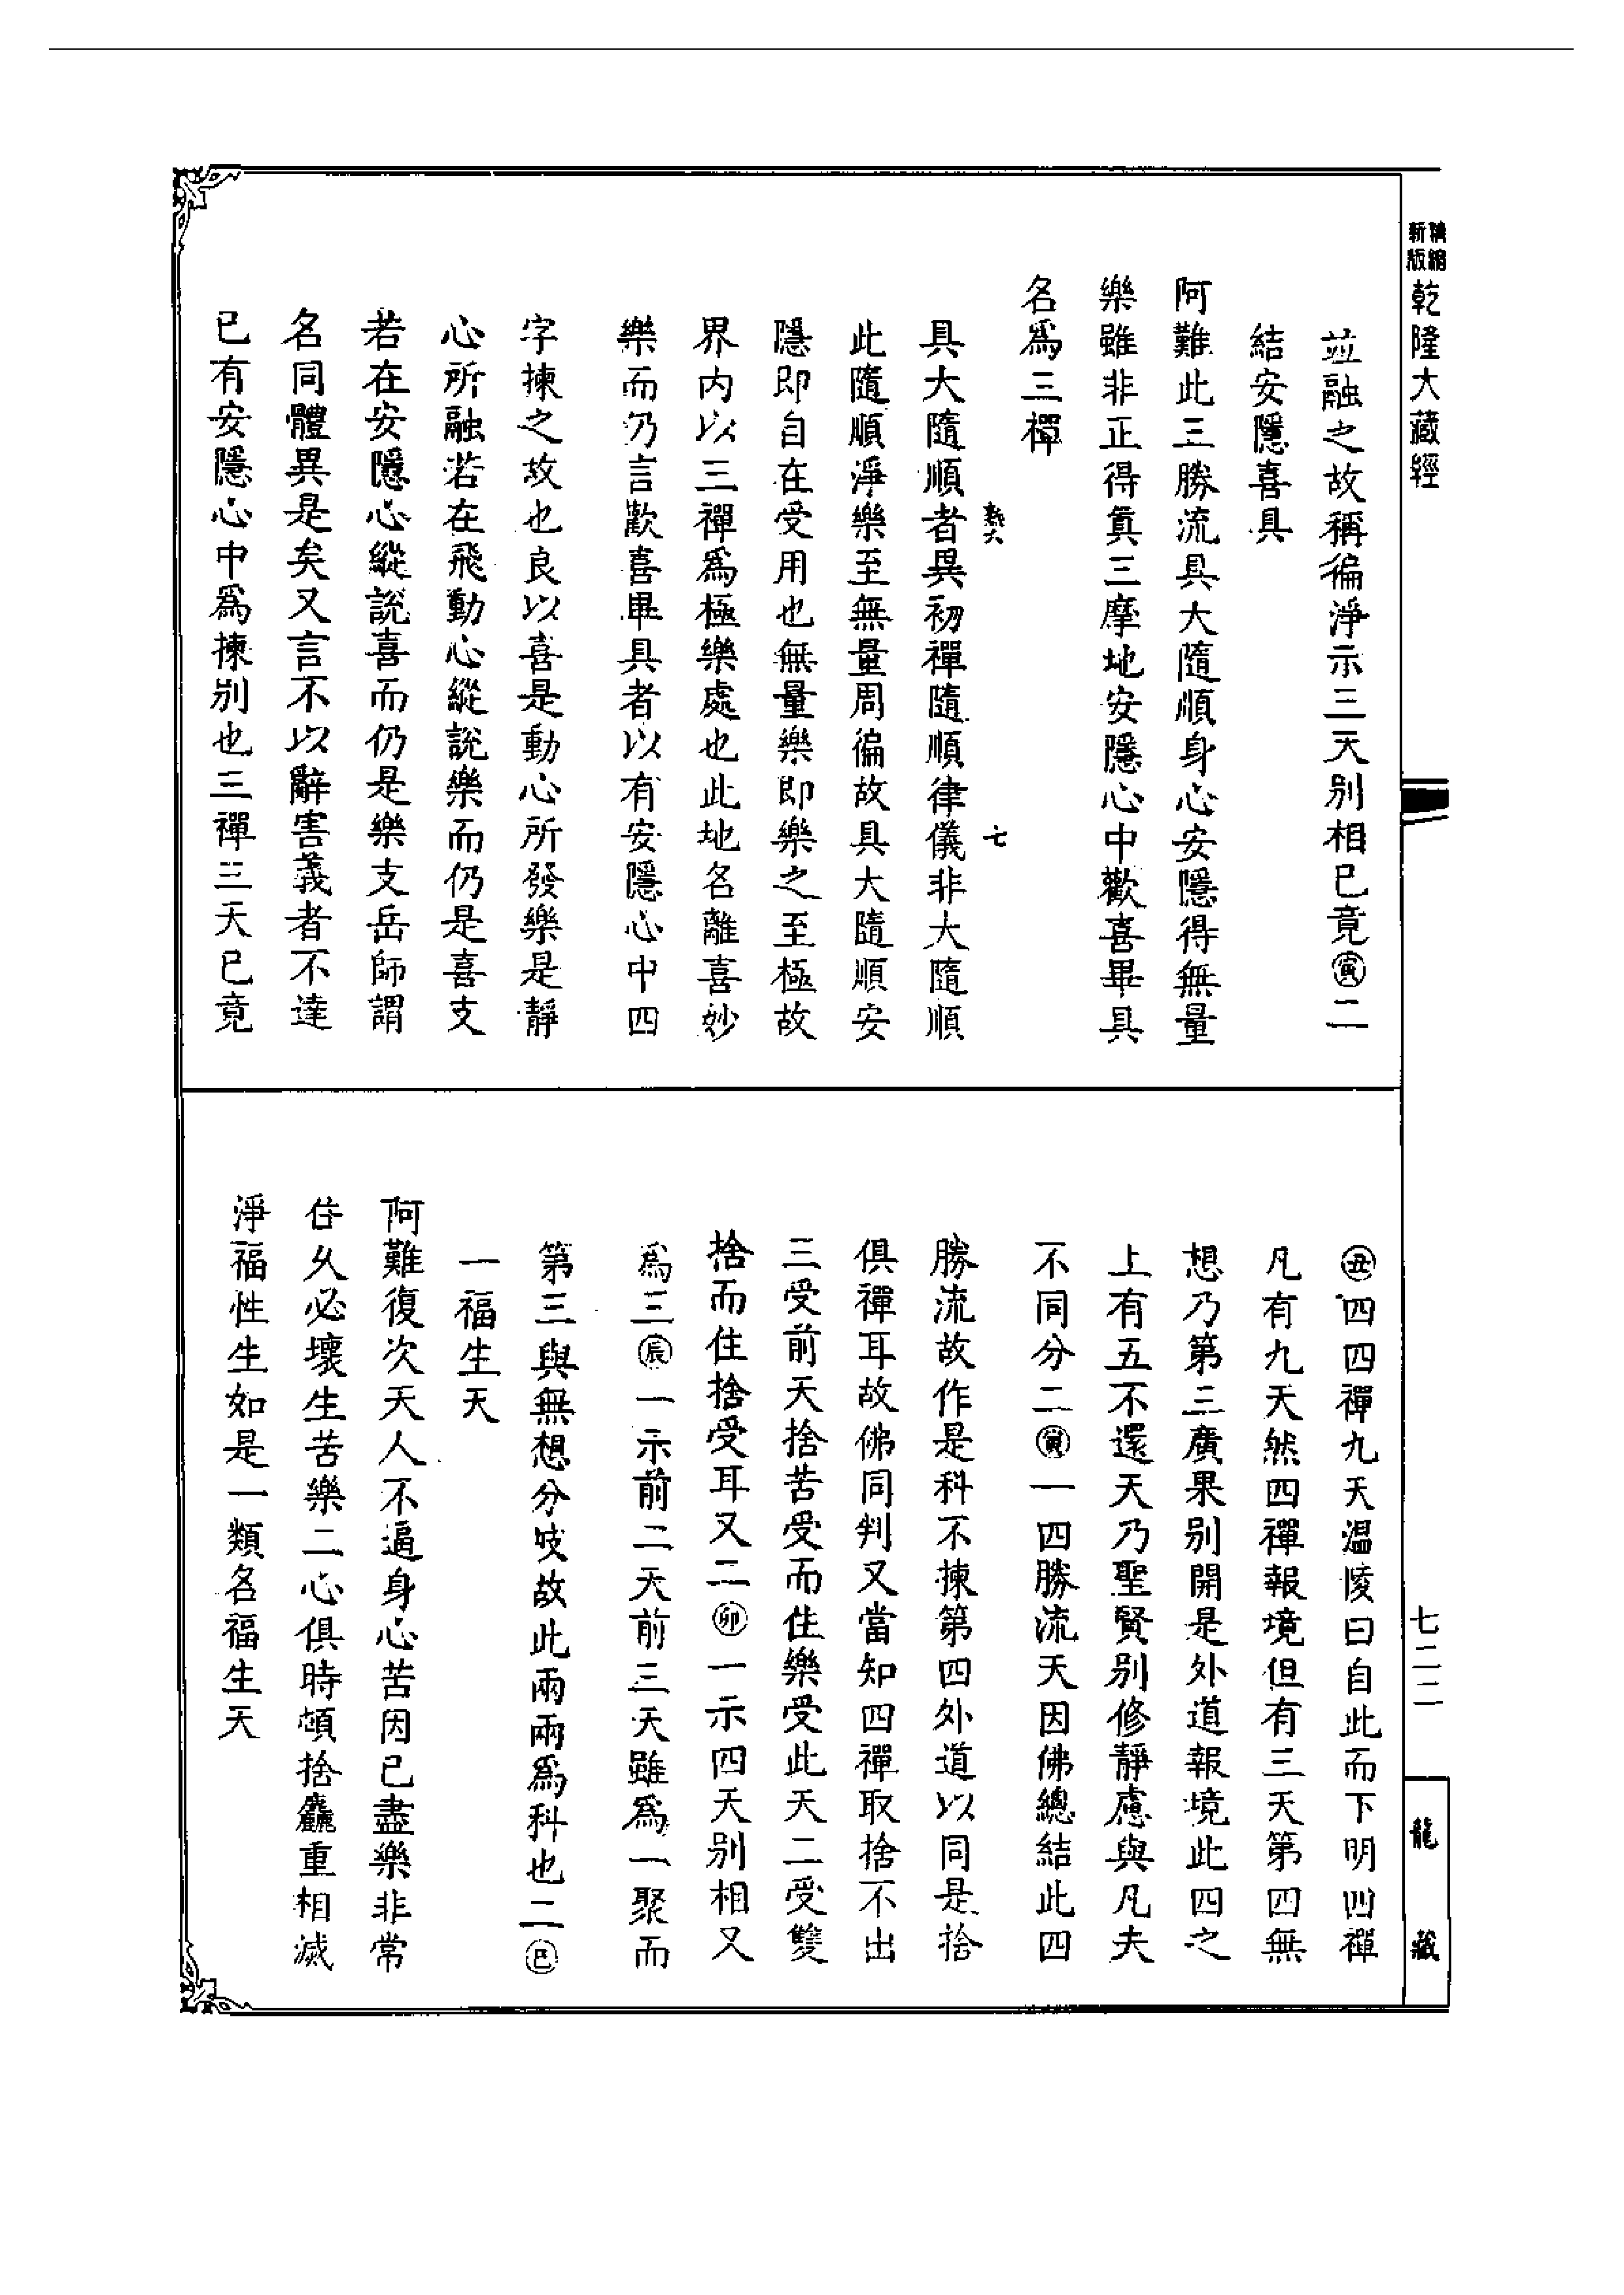 精縮
新版
乾隆大藏經
七二二
龍藏
並融之故稱徧淨示三天别相已竟㊢二
結安隱喜具
阿難此三勝流具大隨順身心安隱得無量
樂雖非正得眞三摩地安隱心中歡喜畢具
名爲三禪
七
具大隨順者異初禪隨順律儀非大隨順
此隨順淨樂至無量周徧故具大隨順安
隱即自在受用也無量樂即樂之至極故
界内以三禪爲極樂處也此地名離喜妙
樂而仍言歡喜畢具者以有安隱心中四
字揀之故也良以喜是動心所發樂是靜
心所融若在飛動心縱說樂而仍是喜支
若在安隱心縱說喜而仍是樂支岳師謂
名同體異是矣又言不以辭害義者不達
已有安隱心中爲揀别也三禪三天已竟
丑四四禪九天温陵曰自此而下明四禪
凡有九天然四禪報境但有三天第四無
想乃第三廣果别開是外道報境此四之
上有五不還天乃聖賢别修靜慮與凡夫
不同分二寅一四勝流天因佛總結此四
勝流故作是科不揀第四外道以同是捨
俱禪耳故佛同判又當知四禪取捨不出
三受前天捨苦受而住樂受此天二受雙
捨而住捨受耳又二卯一示四天别相又
爲三辰一示前二天前三天雖爲一聚而
第三與無想分岐故此兩兩爲科也二巳
一福生天
阿難復次天人不逼身心苦因已盡樂非常
住久必壞生苦樂二心俱時頓捨麤重相滅
淨福性生如是一類名福生天